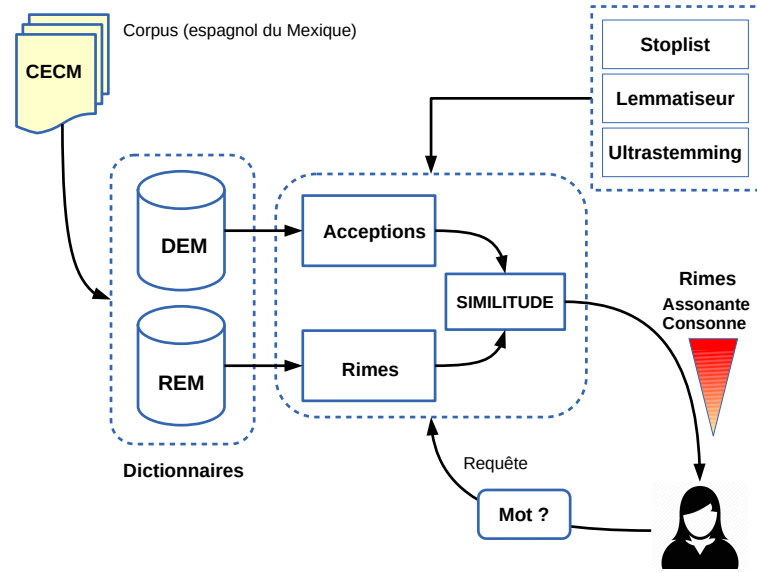 Corpus (espagnol du Mexique)
CECM
Stoplist
Lemmatiseur
Ultrastemming
DEM
Acceptions
SIMILITUDE
Rimes
Assonante
Consonne
REM
Rimes
Dictionnaires
Requête
Mot ?